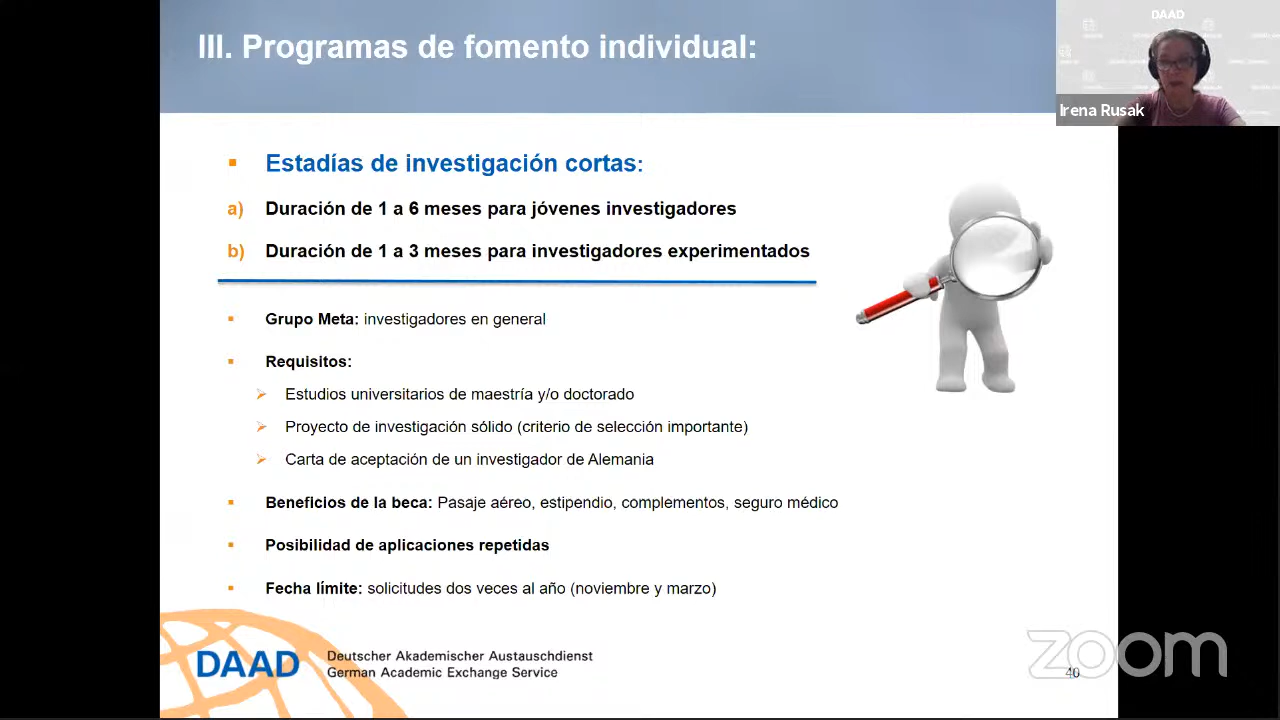 III. Programas de fomento individual:
DAAD
Irena Rusak
Estadías de investigación cortas:
a) Duración de 1 a 6 meses para jóvenes investigadores
b) Duración de 1 a 3 meses para investigadores experimentados
Grupo Meta: investigadores en general
Requisitos:
Estudios universitarios de maestría y/o doctorado
Proyecto de investigación sólido (criterio de selección importante)
Carta de aceptación de un investigador de Alemania
Beneficios de la beca: Pasaje aéreo, estipendio, complementos, seguro médico
Posibilidad de aplicaciones repetidas
Fecha límite: solicitudes dos veces al año (noviembre y marzo)
DAAD
Deutscher Akademischer Austauschdienst
German Academic Exchange Service
zoom
40